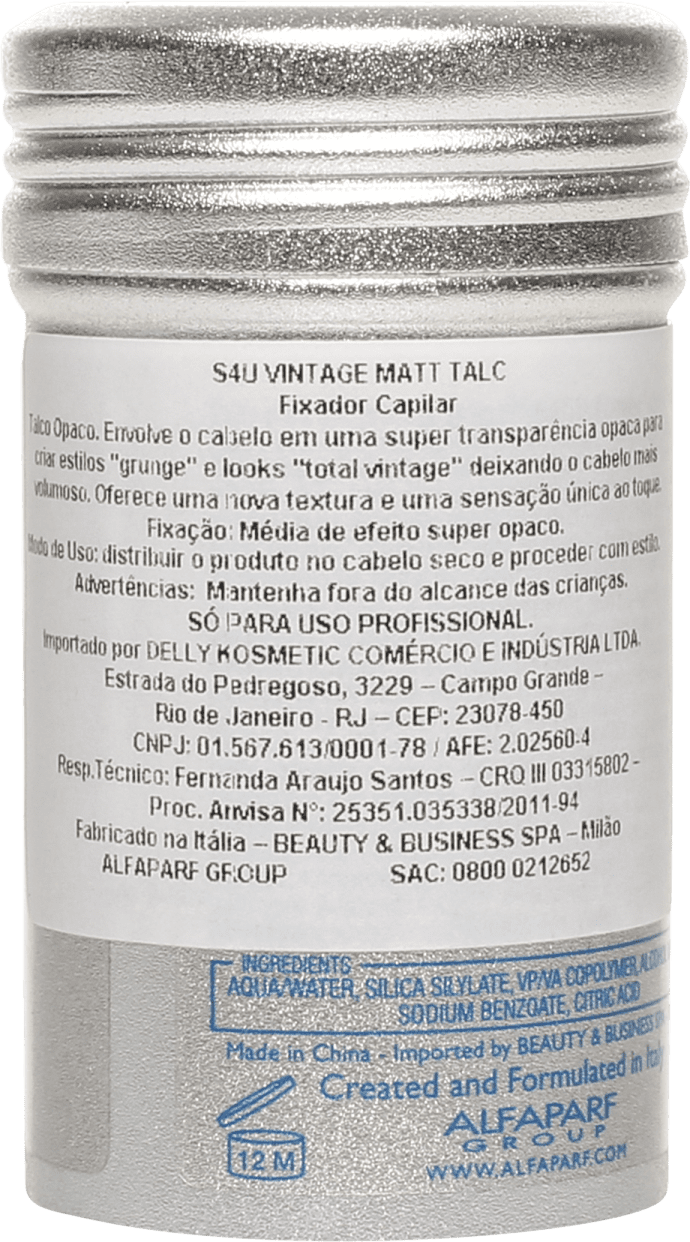 S4U VINTAGE MATT TALC
Fixador Capilar
Talco Opaco. Envolve o cabelo em uma super transparência opaca para
criar estilos "grunge" e looks "total vintage" deixando o cabelo mais
volumoso. Oferece uma nova textura e uma sensação única ao toque.
Fixação: Média de efeito super opaco.
Modo de Uso: distribuir o produto no cabelo seco e proceder com estilo.
Advertências: Mantenha fora do alcance das crianças.
SÓ PARA USO PROFISSIONAL.
Importado por DELLY KOSMETIC COMÉRCIO E INDÚSTRIA LTDA.
Estrada do Pedregoso, 3229 – Campo Grande –
Rio de Janeiro - RJ – CEP: 23078-450
CNPJ: 01.567.613/0001-78 / AFE: 2.02560-4
Resp.Técnico: Fernanda Araujo Santos – CRQ III 03315802 -
Proc. Anvisa Nº: 25351.035338/2011-94
Fabricado na Itália – BEAUTY & BUSINESS SPA – Milão
ALFAPARF GROUP SAC: 0800 0212652
INGREDIENTS
AQUA/WATER, SILICA SILYLATE, VP/VA COPOLYMER,
SODIUM BENZOATE, CITRIC ACID
Made in China - Imported by BEAUTY & BUSINESS
Created and Formulated in Italy
ALFAPARF
GROUP
12 M
WWW.ALFAPARF.COM